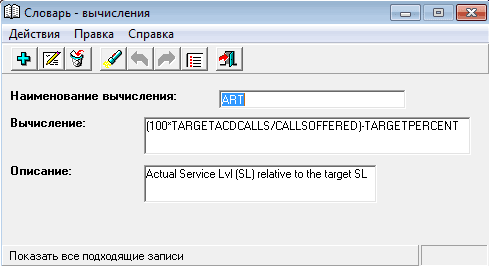 Словарь - вычисления
Действия Правка Справка
Наименование вычисления: ART
Вычисление: (100*TARGETACDCALLS/CALLSOFFERED)-TARGETPERCENT
Описание: Actual Service Lvl (SL) relative to the target SL
Показать все подходящие записи